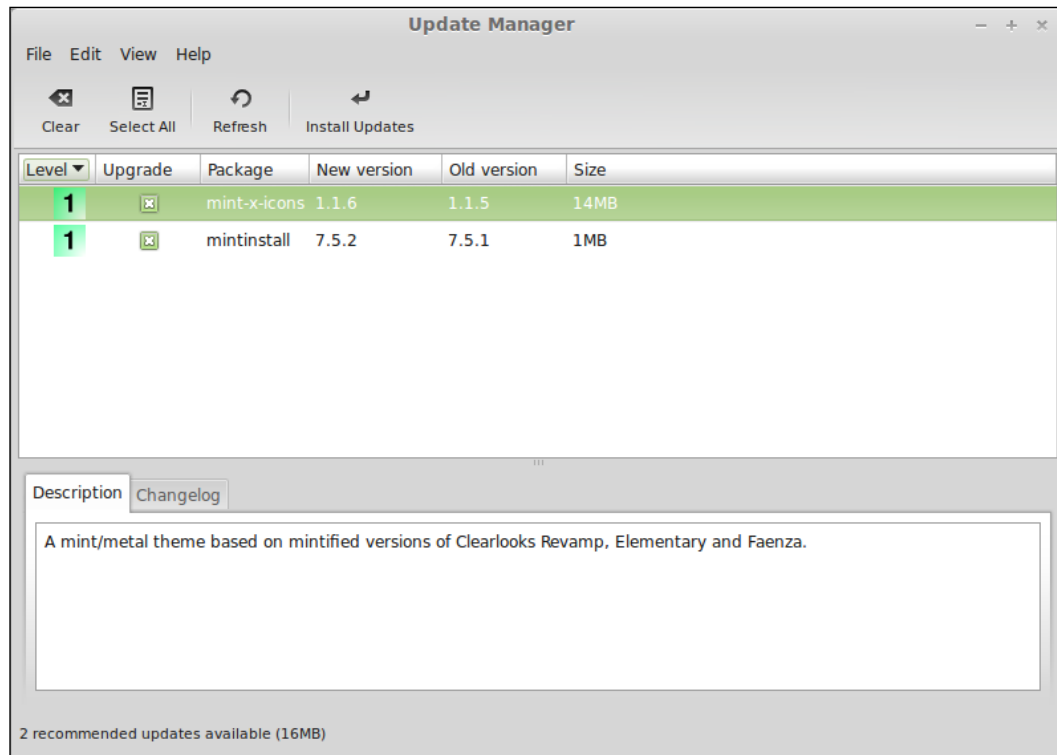 Update Manager
File Edit View Help
Clear Select All Refresh Install Updates
Level Upgrade Package New version Old version Size
1 mint-x-icons 1.1.6 1.1.5 14MB
1 mintinstall 7.5.2 7.5.1 1MB
Description Changelog
A mint/metal theme based on mintified versions of Clearlooks Revamp, Elementary and Faenza.
2 recommended updates available (16MB)